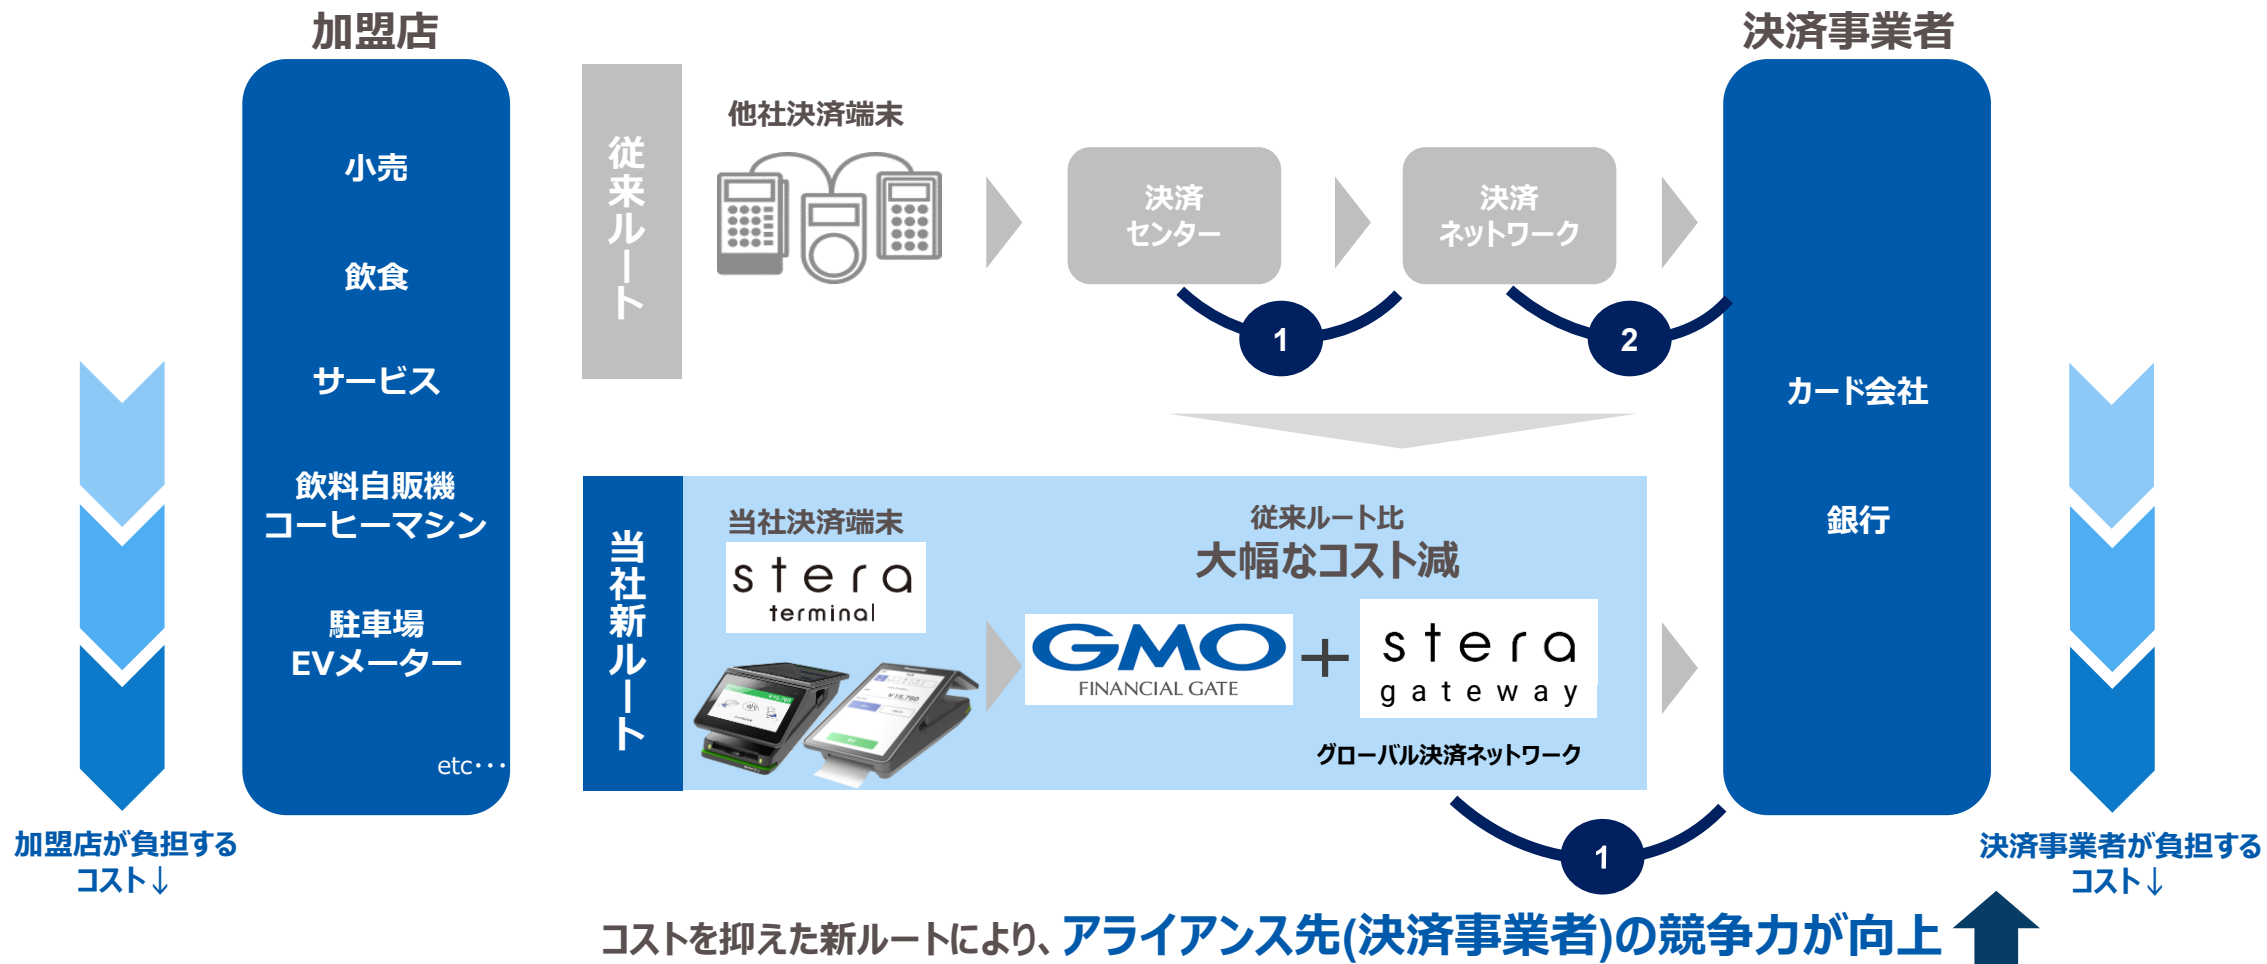 加盟店
決済事業者
小売
飲食
サービス
飲料自販機
コーヒーマシン
駐車場
EVメーター
etc・・・
従来ルート
他社決済端末
決済
センター
決済
ネットワーク
1
2
カード会社
銀行
当社新ルート
当社決済端末
stera
terminal
従来ルート比
大幅なコスト減
GMO
FINANCIAL GATE
+
stera
gateway
グローバル決済ネットワーク
1
加盟店が負担する
コスト↓
決済事業者が負担する
コスト↓
コストを抑えた新ルートにより、アライアンス先(決済事業者)の競争力が向上